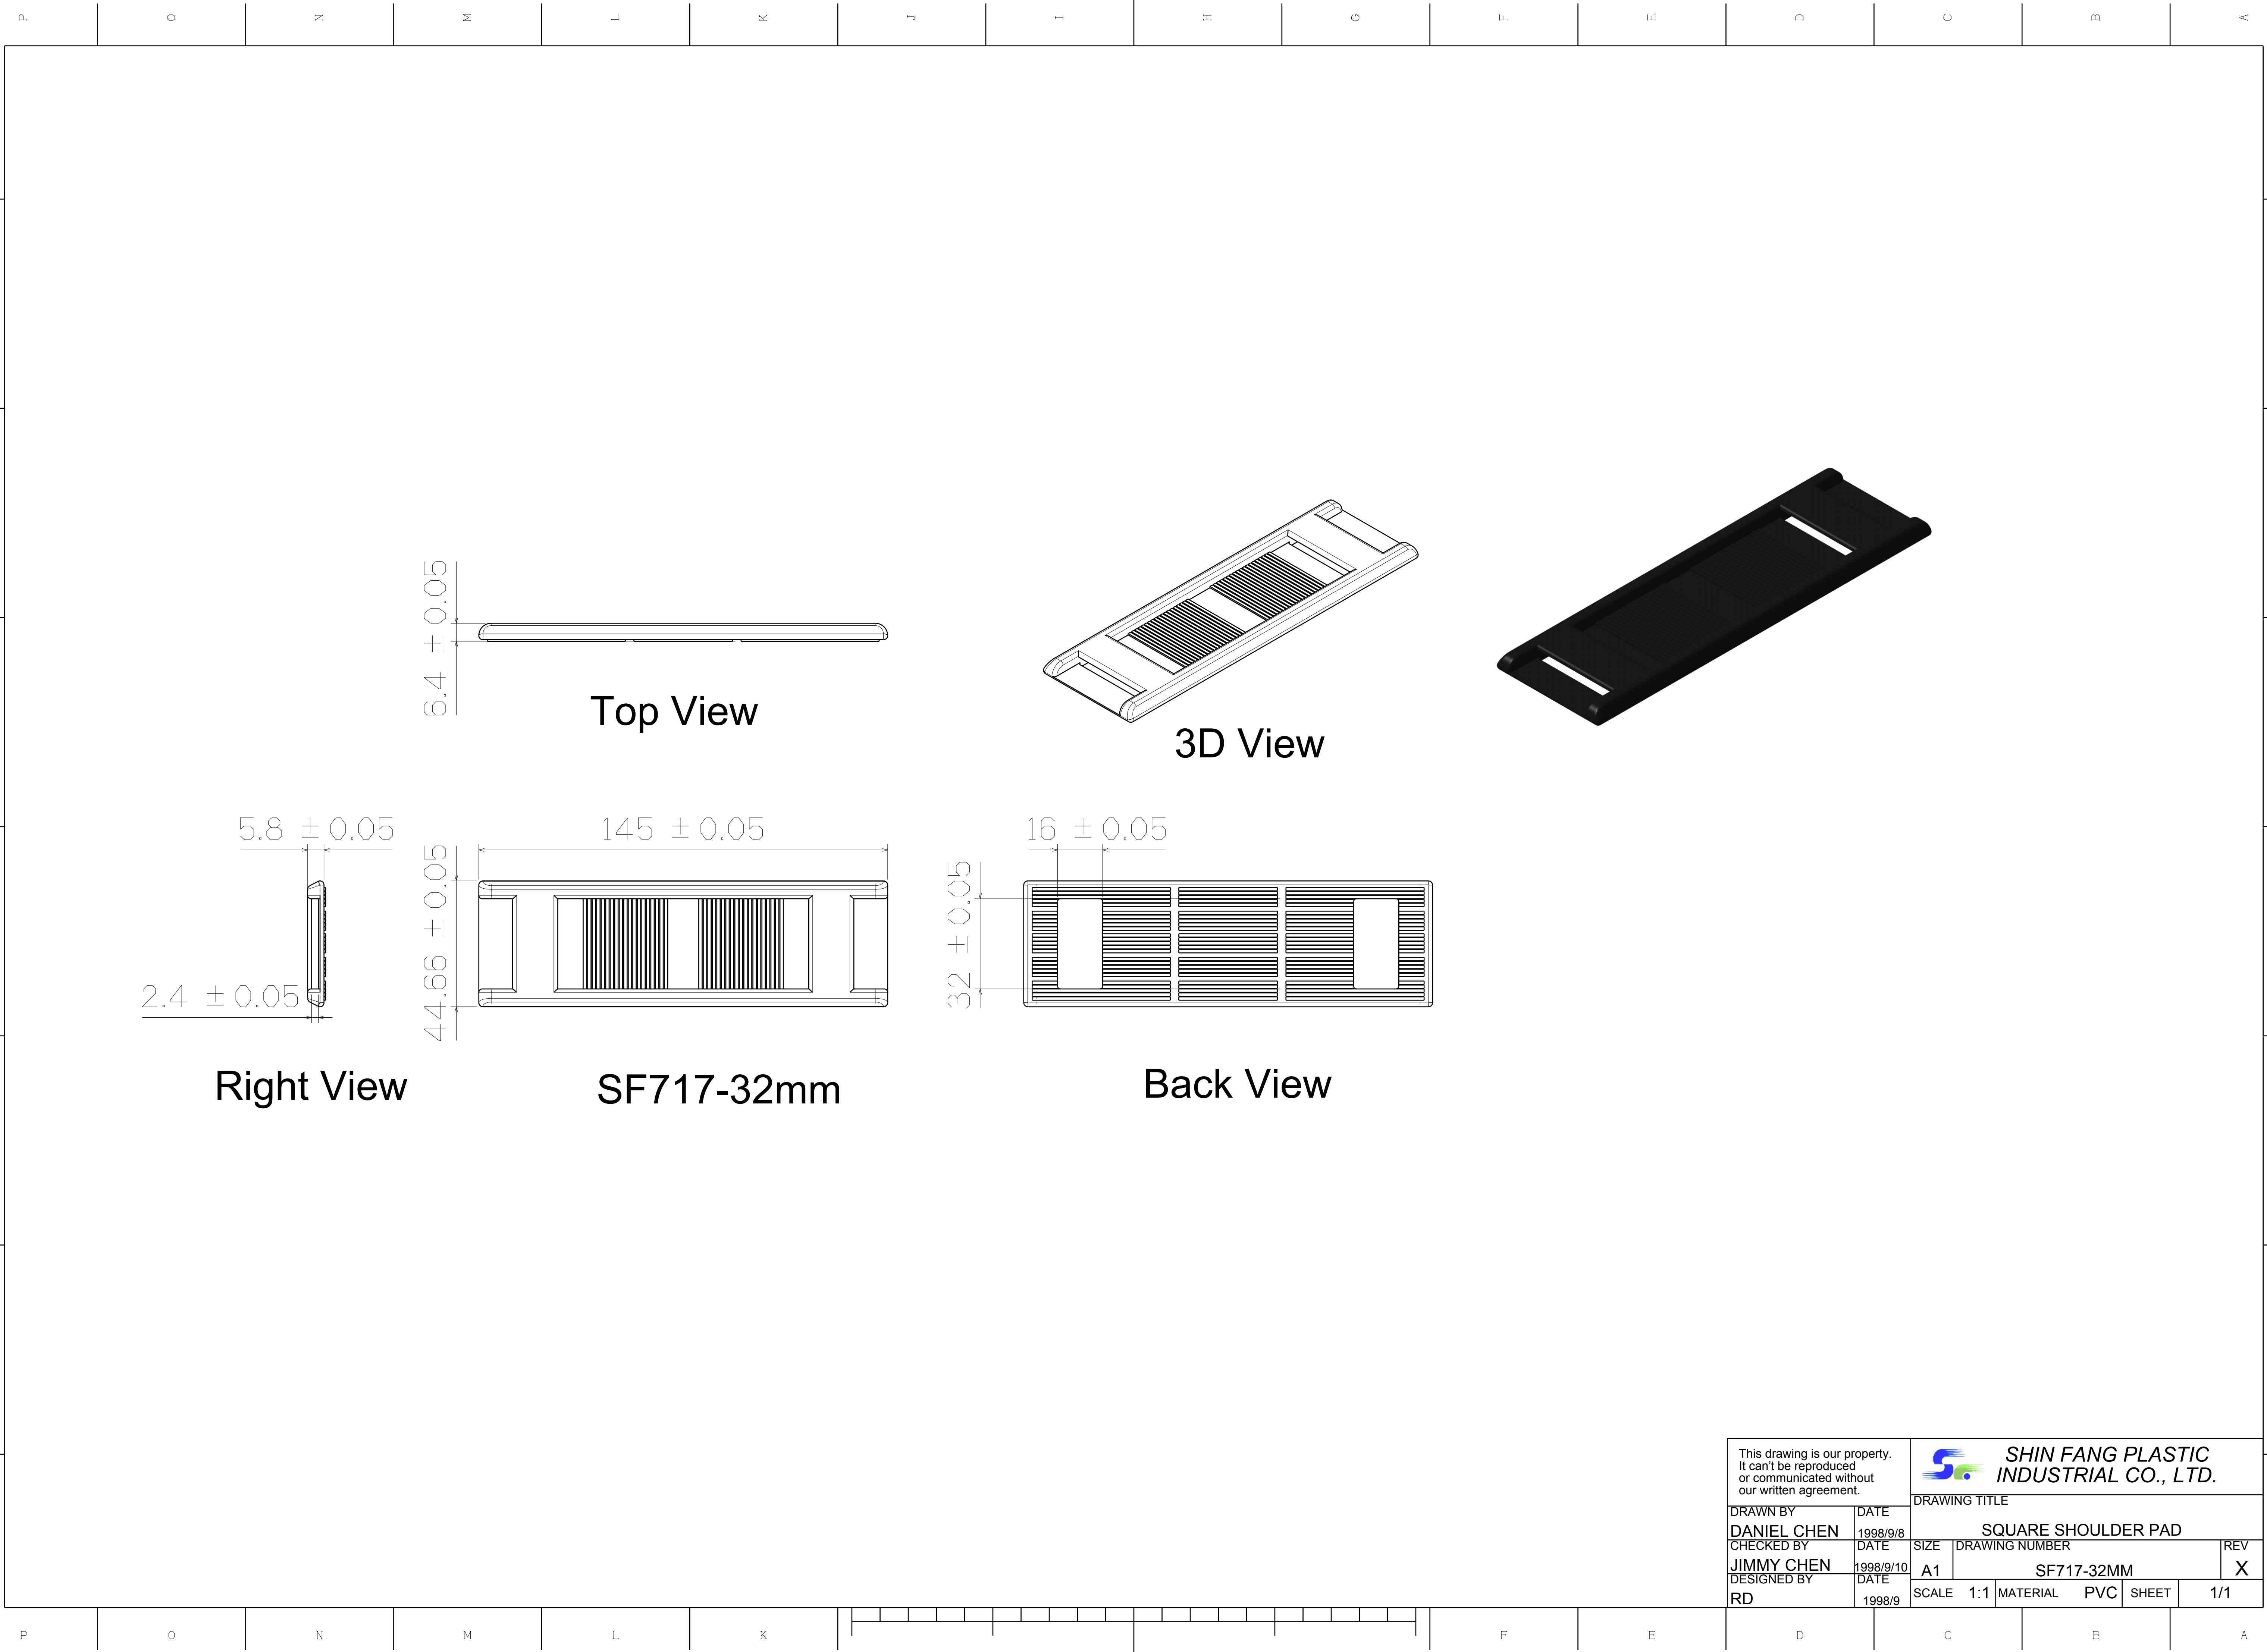 P O N M L K J I H G F E D C B A
6.4 ±0.05
Top View
3D View
5.8 ±0.05
145 ±0.05
16 ±0.05
44.66 ±0.05
32 ±0.05
2.4 ±0.05
Right View
SF717-32mm
Back View
This drawing is our property.
It can't be reproduced
or communicated without
our written agreement.
SHIN FANG PLASTIC
INDUSTRIAL CO., LTD.
DRAWING TITLE
SQUARE SHOULDER PAD
DRAWN BY DATE
DANIEL CHEN 1998/9/8
CHECKED BY DATE
JIMMY CHEN 1998/9/10
DESIGNED BY DATE
RD 1998/9
SIZE DRAWING NUMBER REV
A1 SF717-32MM X
SCALE 1:1 MATERIAL PVC SHEET 1/1
P O N M L K F E D C B A